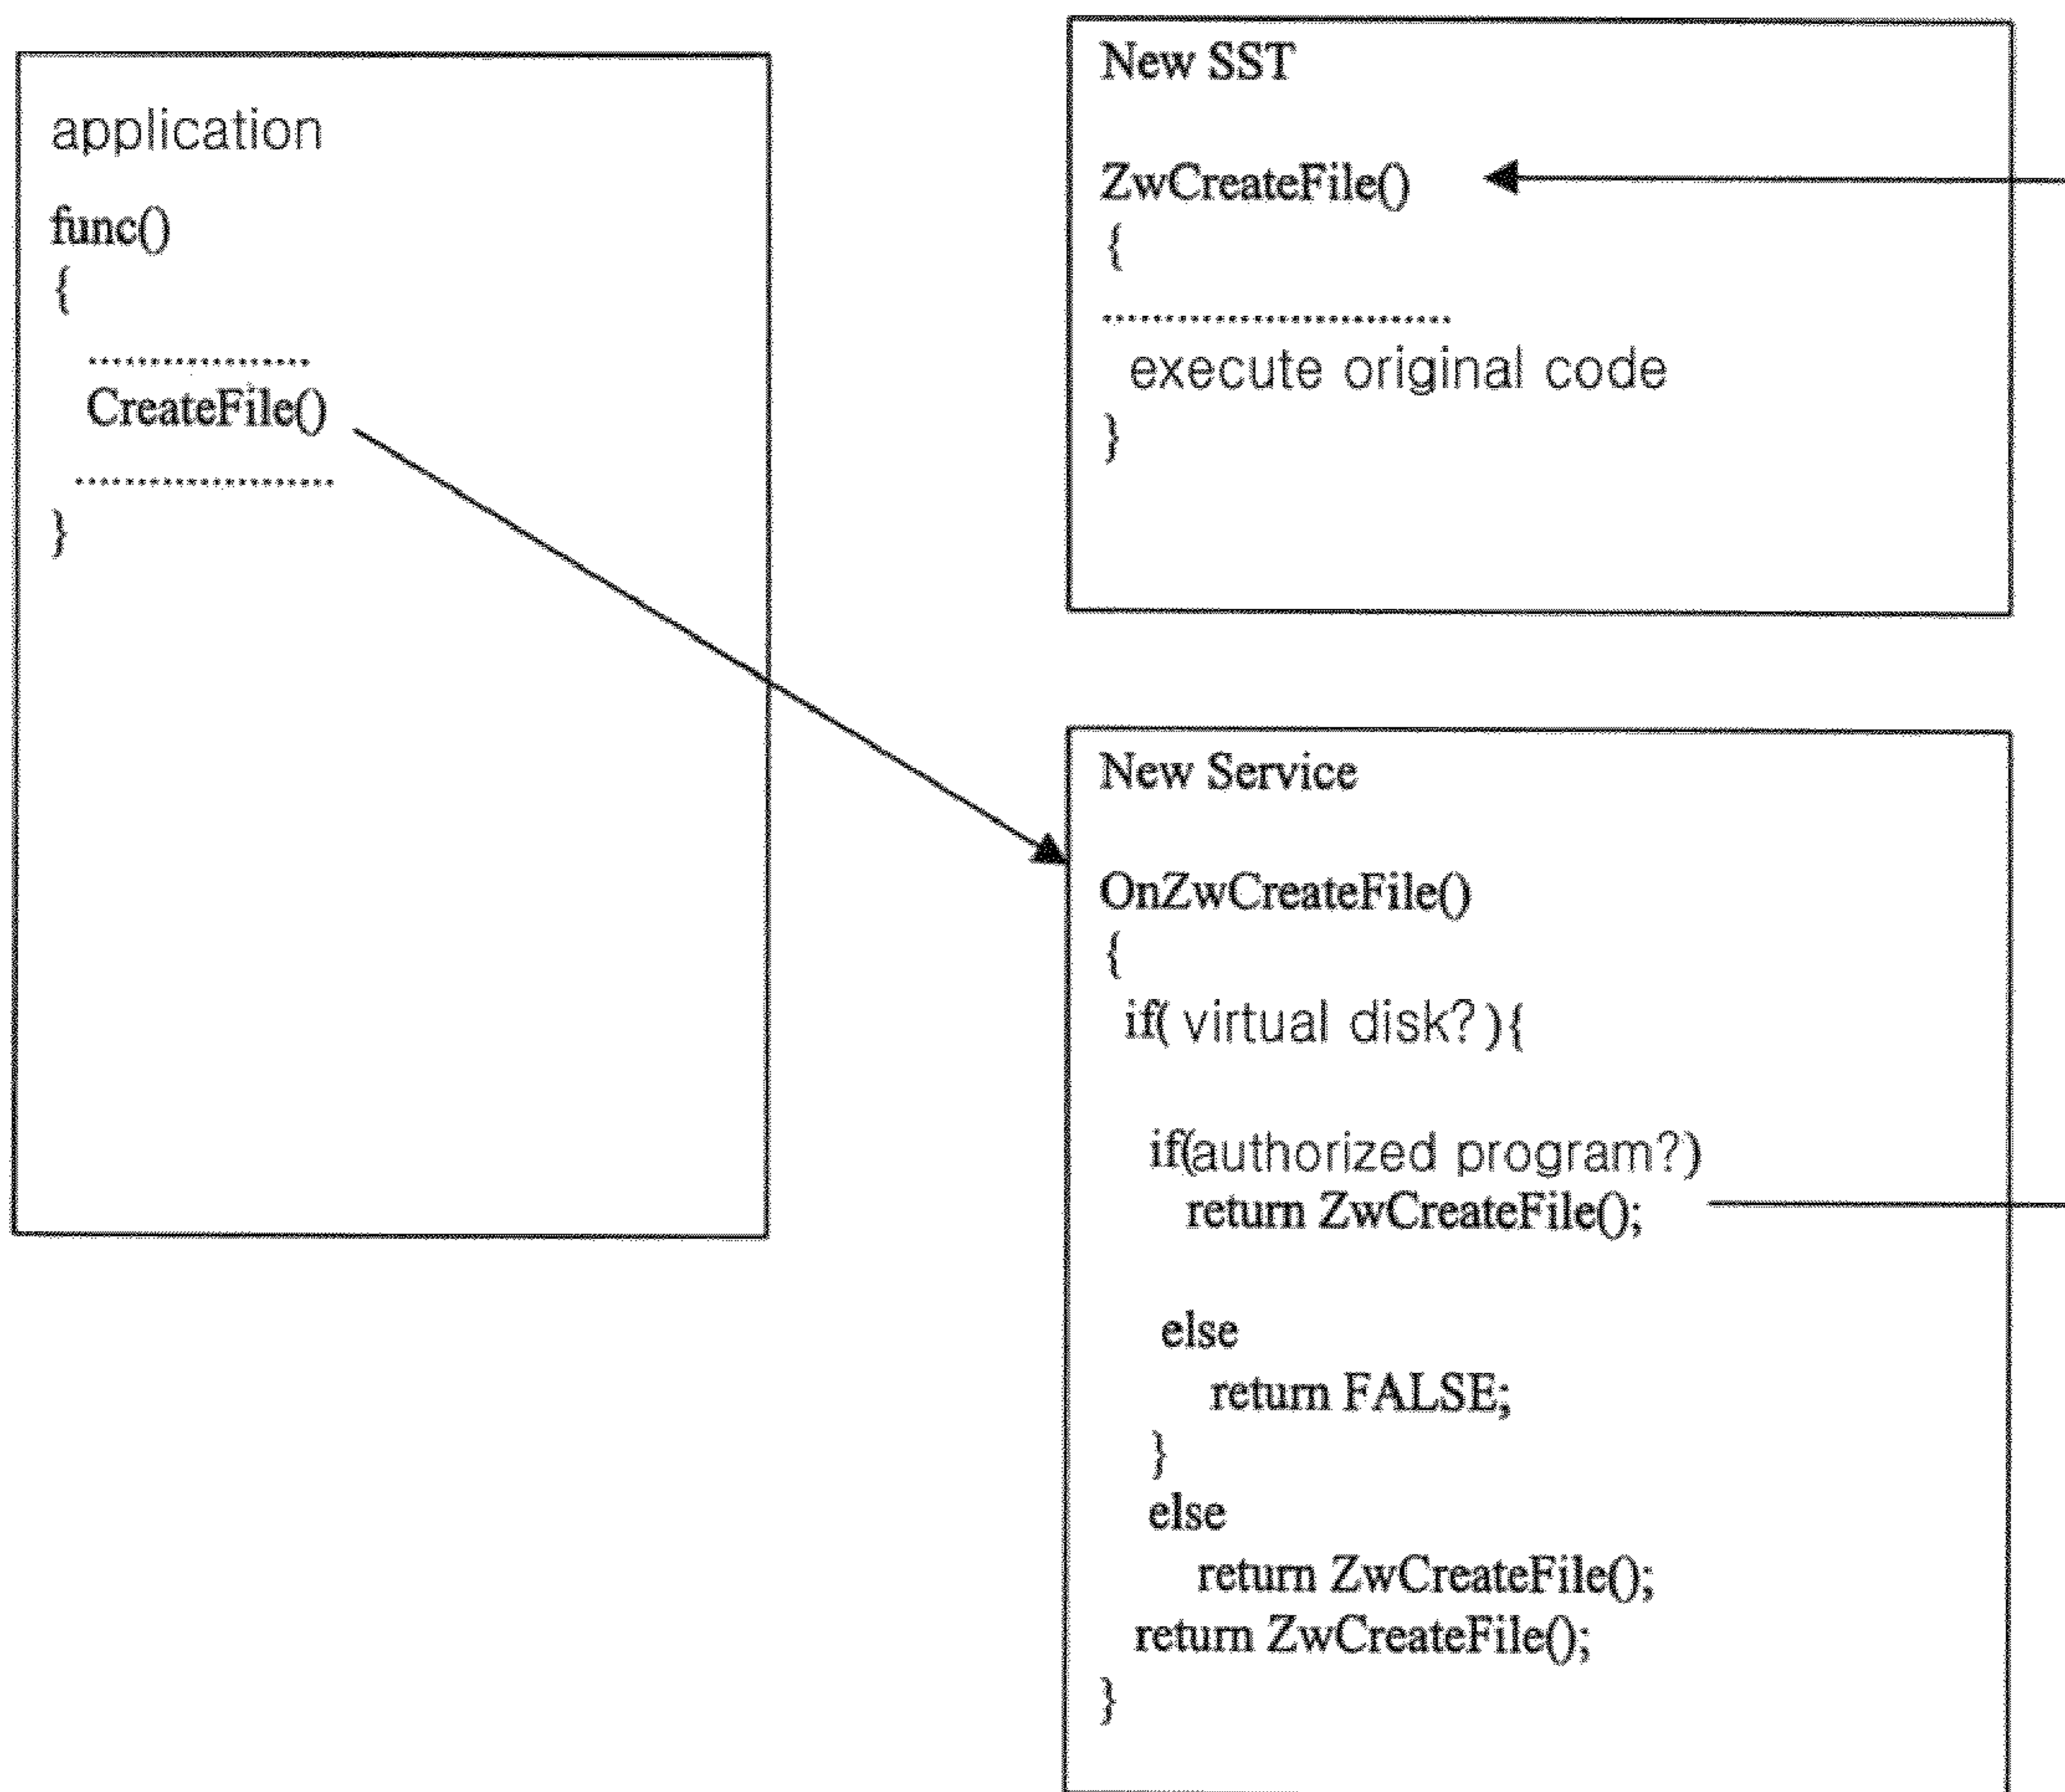 application
func()
{
....................
CreateFile()
......................
}
New SST
ZwCreateFile()
{
............................
execute original code
}
New Service
OnZwCreateFile()
{
if( virtual disk? ){
if(authorized program?)
return ZwCreateFile();
else
return FALSE;
}
else
return ZwCreateFile();
return ZwCreateFile();
}